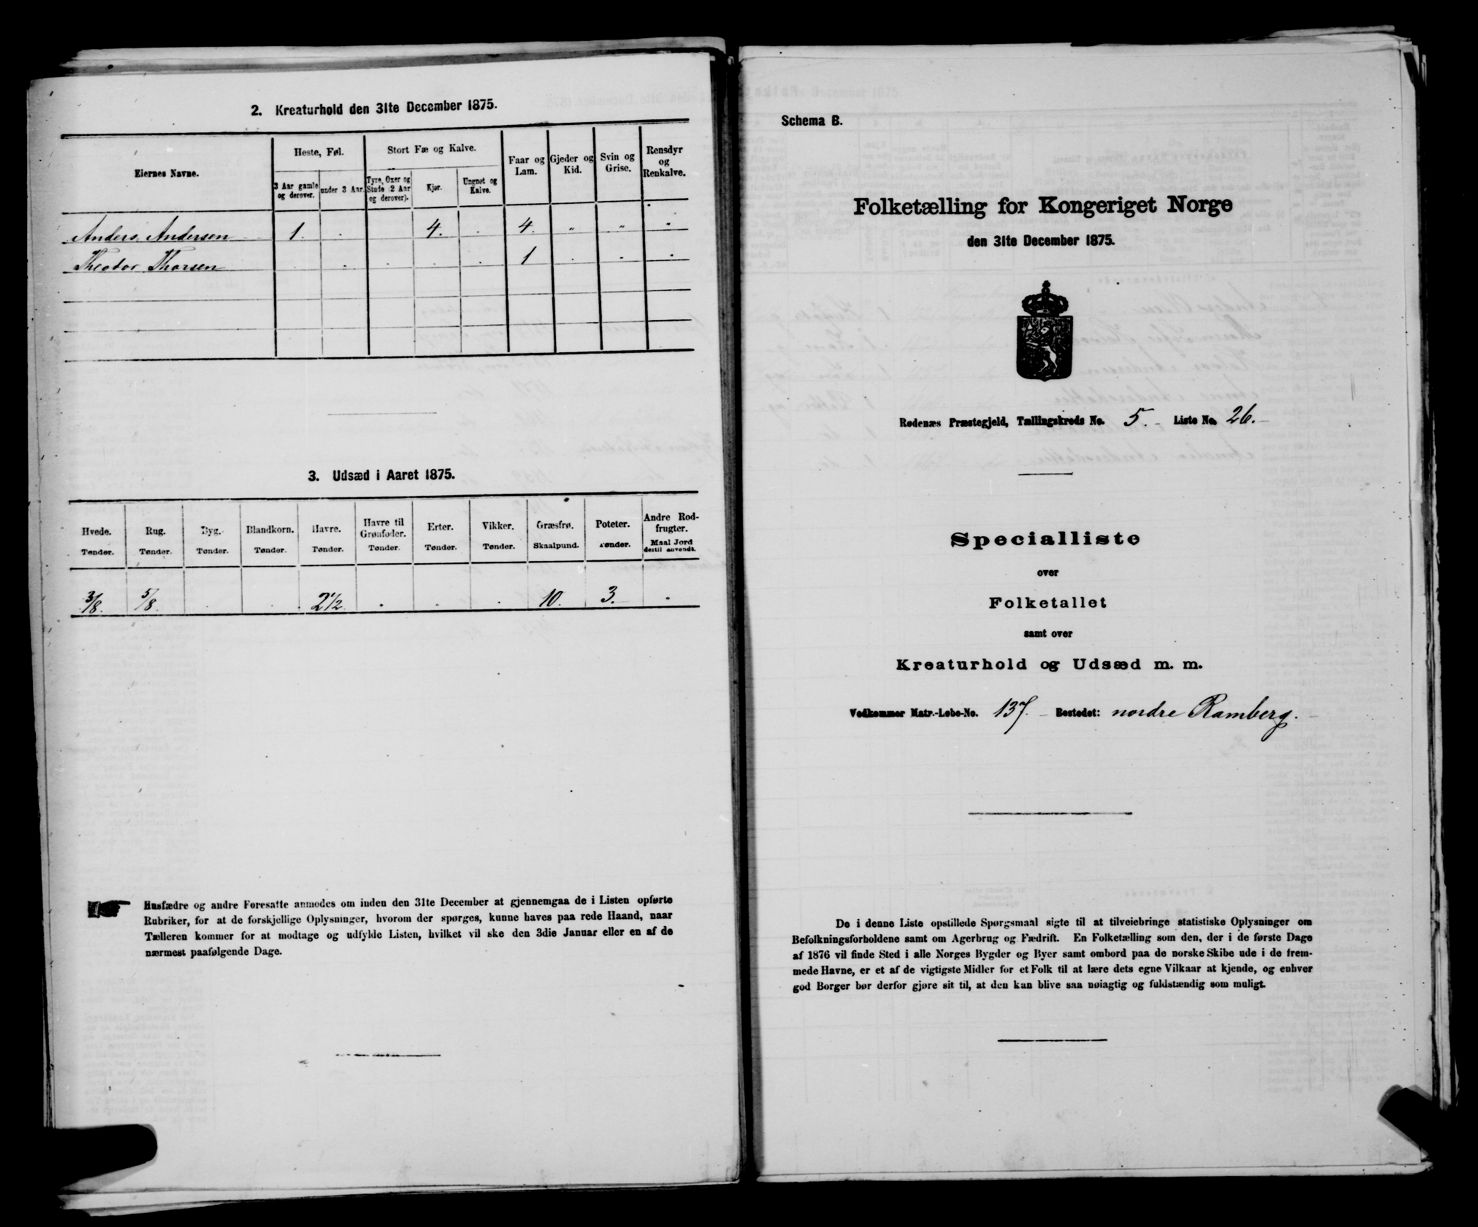 2. Kreaturhold den 31te December 1875.
Eiernes Navne.
Heste, Føl.
Stort Fæ og Kalve.
Faar og Lam.
Gjeder og Kid.
Svin og Grise.
Rensdyr og Renkalve.
3 Aar gamle og derover.
under 3 Aar.
Tyre, Oxer og Stude (2 Aar og derover).
Kjør.
Ungnet og Kalve.
Anders Andersen 1. . 4. . 4. " " "
Theodor Thorsen . . . . 1 . . .
3. Udsæd i Aaret 1875.
Hvede. Rug. Byg. Blandkorn. Havre. Havre til Grønfoder. Erter. Vikker. Græsfrø. Poteter. Andre Rodfrugter.
Tønder. Tønder. Tønder. Tønder. Tønder. Tønder. Tønder. Tønder. Skaalpund. Tønder. Maal Jord dertil anvendt.
3/8 5/8 . . 2 1/2 . . . 10. 3. .
Husfædre og andre Foresatte anmodes om inden den 31te December at gjennemgaa de i Listen opførte
Rubriker, for at de forskjellige Oplysninger, hvorom der spørges, kunne haves paa rede Haand, naar
Tælleren kommer for at modtage og udfylde Listen, hvilket vil ske den 3die Januar eller en af de
nærmest paafølgende Dage.
Schema B.
Folketælling for Kongeriget Norge
den 31te December 1875.
Rødenæs Præstegjeld, Tællingskreds No. 5. Liste No. 26.
Specialliste
over
Folketallet
samt over
Kreaturhold og Udsæd m. m.
Vedkommer Matr.-Løbe-No. 137. Bostedet: nordre Ramberg.
De i denne Liste opstillede Spørgsmaal sigte til at tilveiebringe statistiske Oplysninger om
Befolkningsforholdene samt om Agerbrug og Fædrift. En Folketælling som den, der i de første Dage
af 1876 vil finde Sted i alle Norges Bygder og Byer samt ombord paa de norske Skibe ude i de frem-
mede Havne, er et af de vigtigste Midler for et Folk til at lære dets egne Vilkaar at kjende, og enhver
god Borger bør derfor gjøre sit til, at den kan blive saa nøiagtig og fuldstændig som muligt.